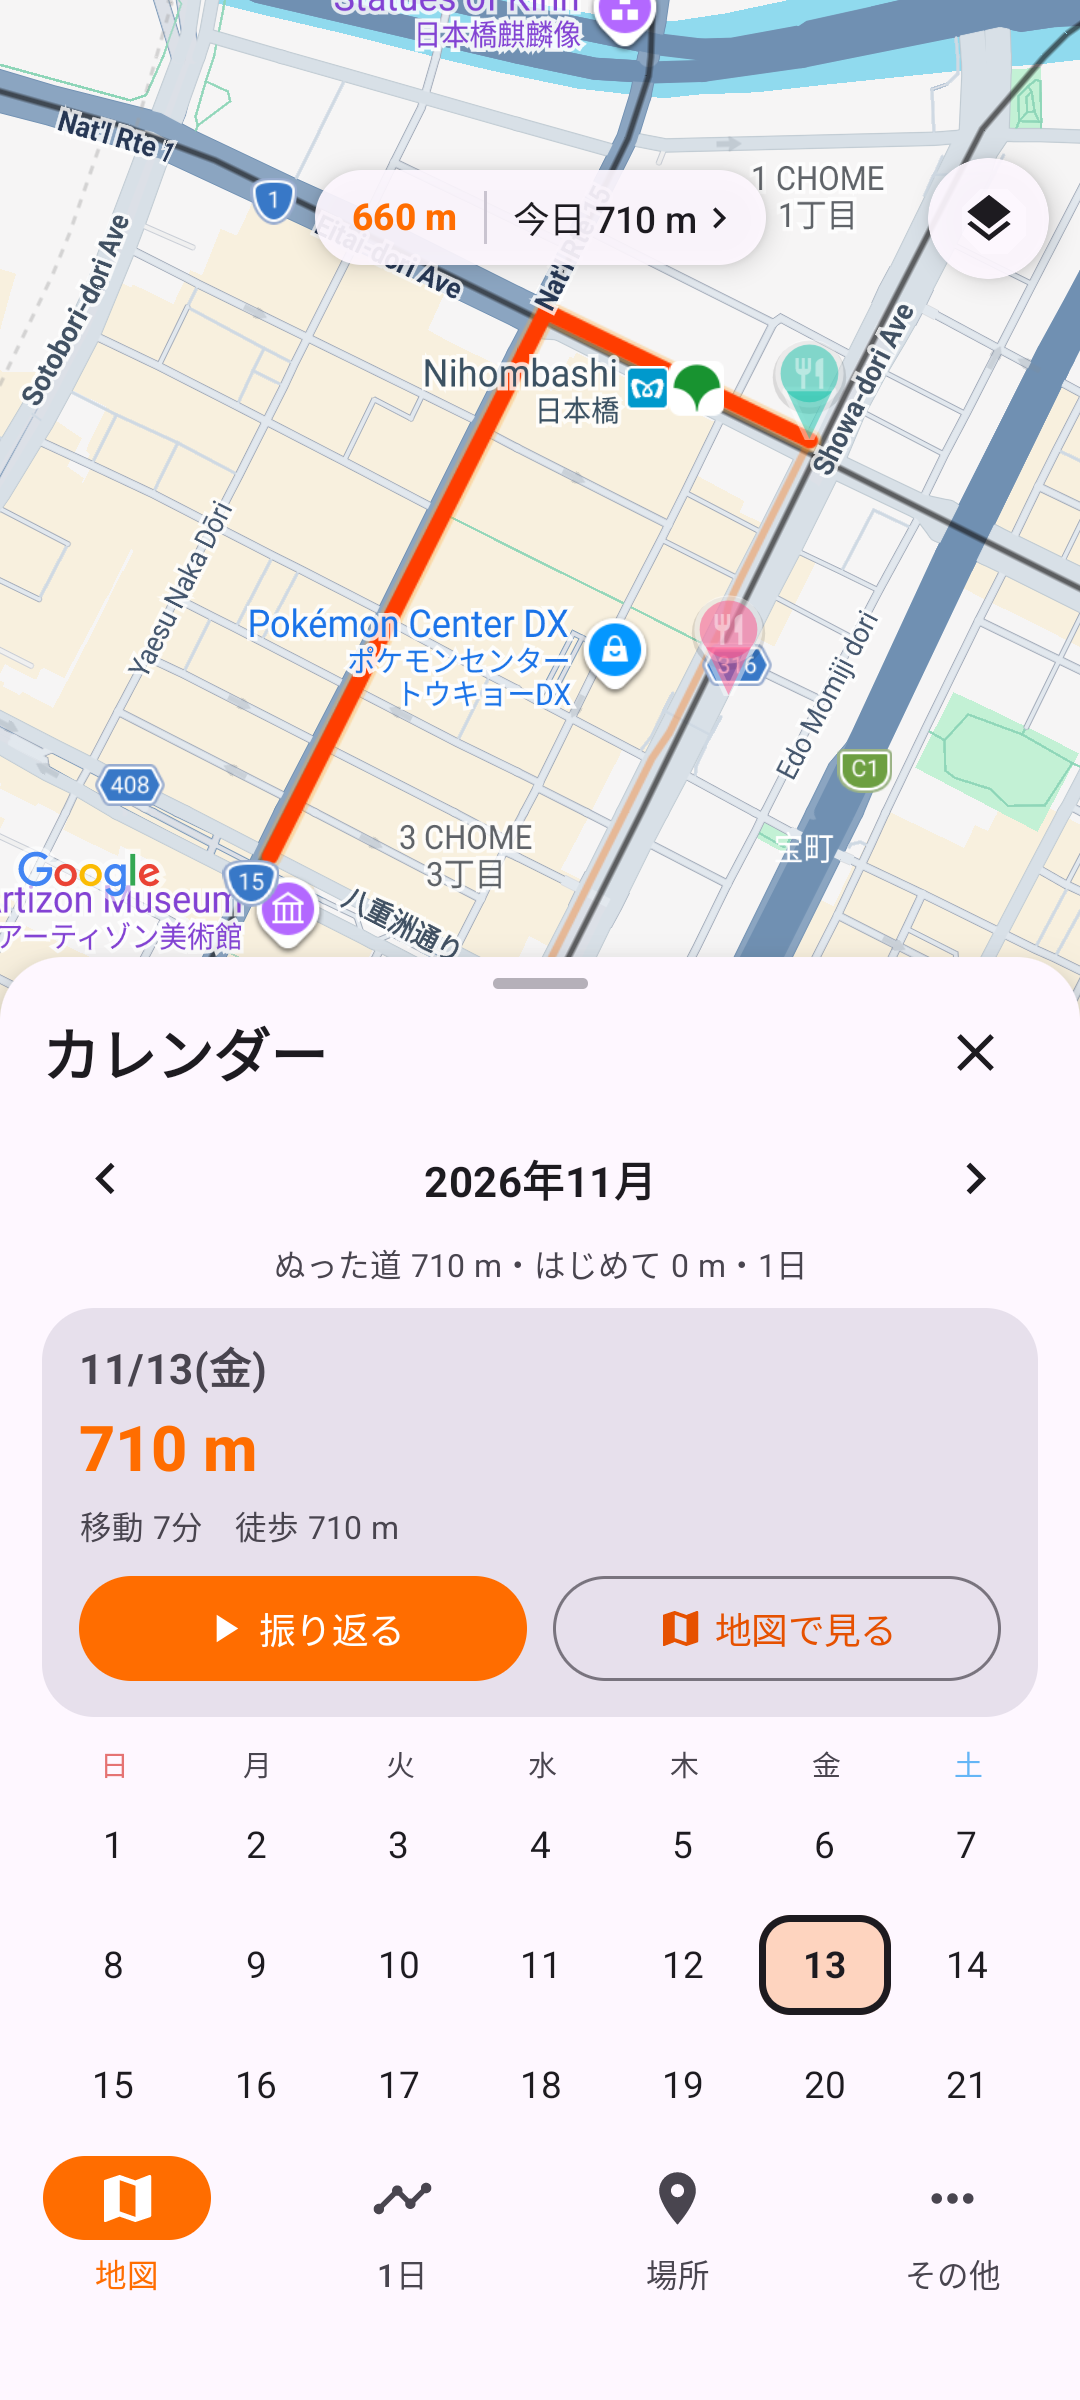 Statues of Kirin
日本橋麒麟像
Nat'l Rte 1
1
660 m
今日 710 m
1 CHOME
1丁目
Eitai-dori Ave
Sotobori-dori Ave
Nihombashi
日本橋
Showa-dori Ave
Yaesu Naka Dōri
Pokémon Center DX
ポケモンセンター
トウキョーDX
316
Edo Momiji dori
C1
408
3 CHOME
3丁目
宝町
Google
15
rtizon Museum
アーティゾン美術館
八重洲通り
カレンダー
2026年11月
ぬった道 710 m・はじめて 0 m・1日
11/13(金)
710 m
移動 7分 徒歩 710 m
振り返る
地図で見る
日 月 火 水 木 金 土
1 2 3 4 5 6 7
8 9 10 11 12 13 14
15 16 17 18 19 20 21
地図 1日 場所 その他